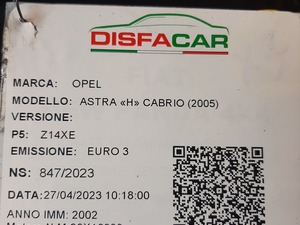 DISFACAR
MARCA: OPEL
MODELLO: ASTRA «H» CABRIO (2005)
VERSIONE:
P5: Z14XE
EMISSIONE: EURO 3
NS: 847/2023
DATA:27/04/2023 10:18:00
ANNO IMM: 2002